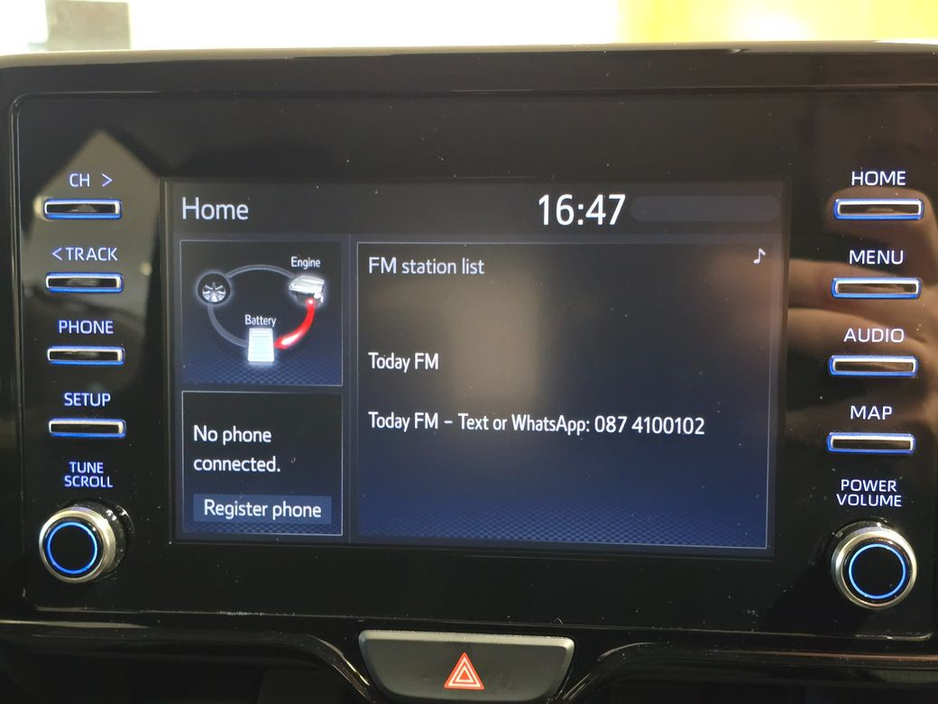 CH >
< TRACK
PHONE
SETUP
TUNE
SCROLL
Home
16:47
Engine
Battery
No phone
connected.
Register phone
FM station list
Today FM
Today FM – Text or WhatsApp: 087 4100102
HOME
MENU
AUDIO
MAP
POWER
VOLUME